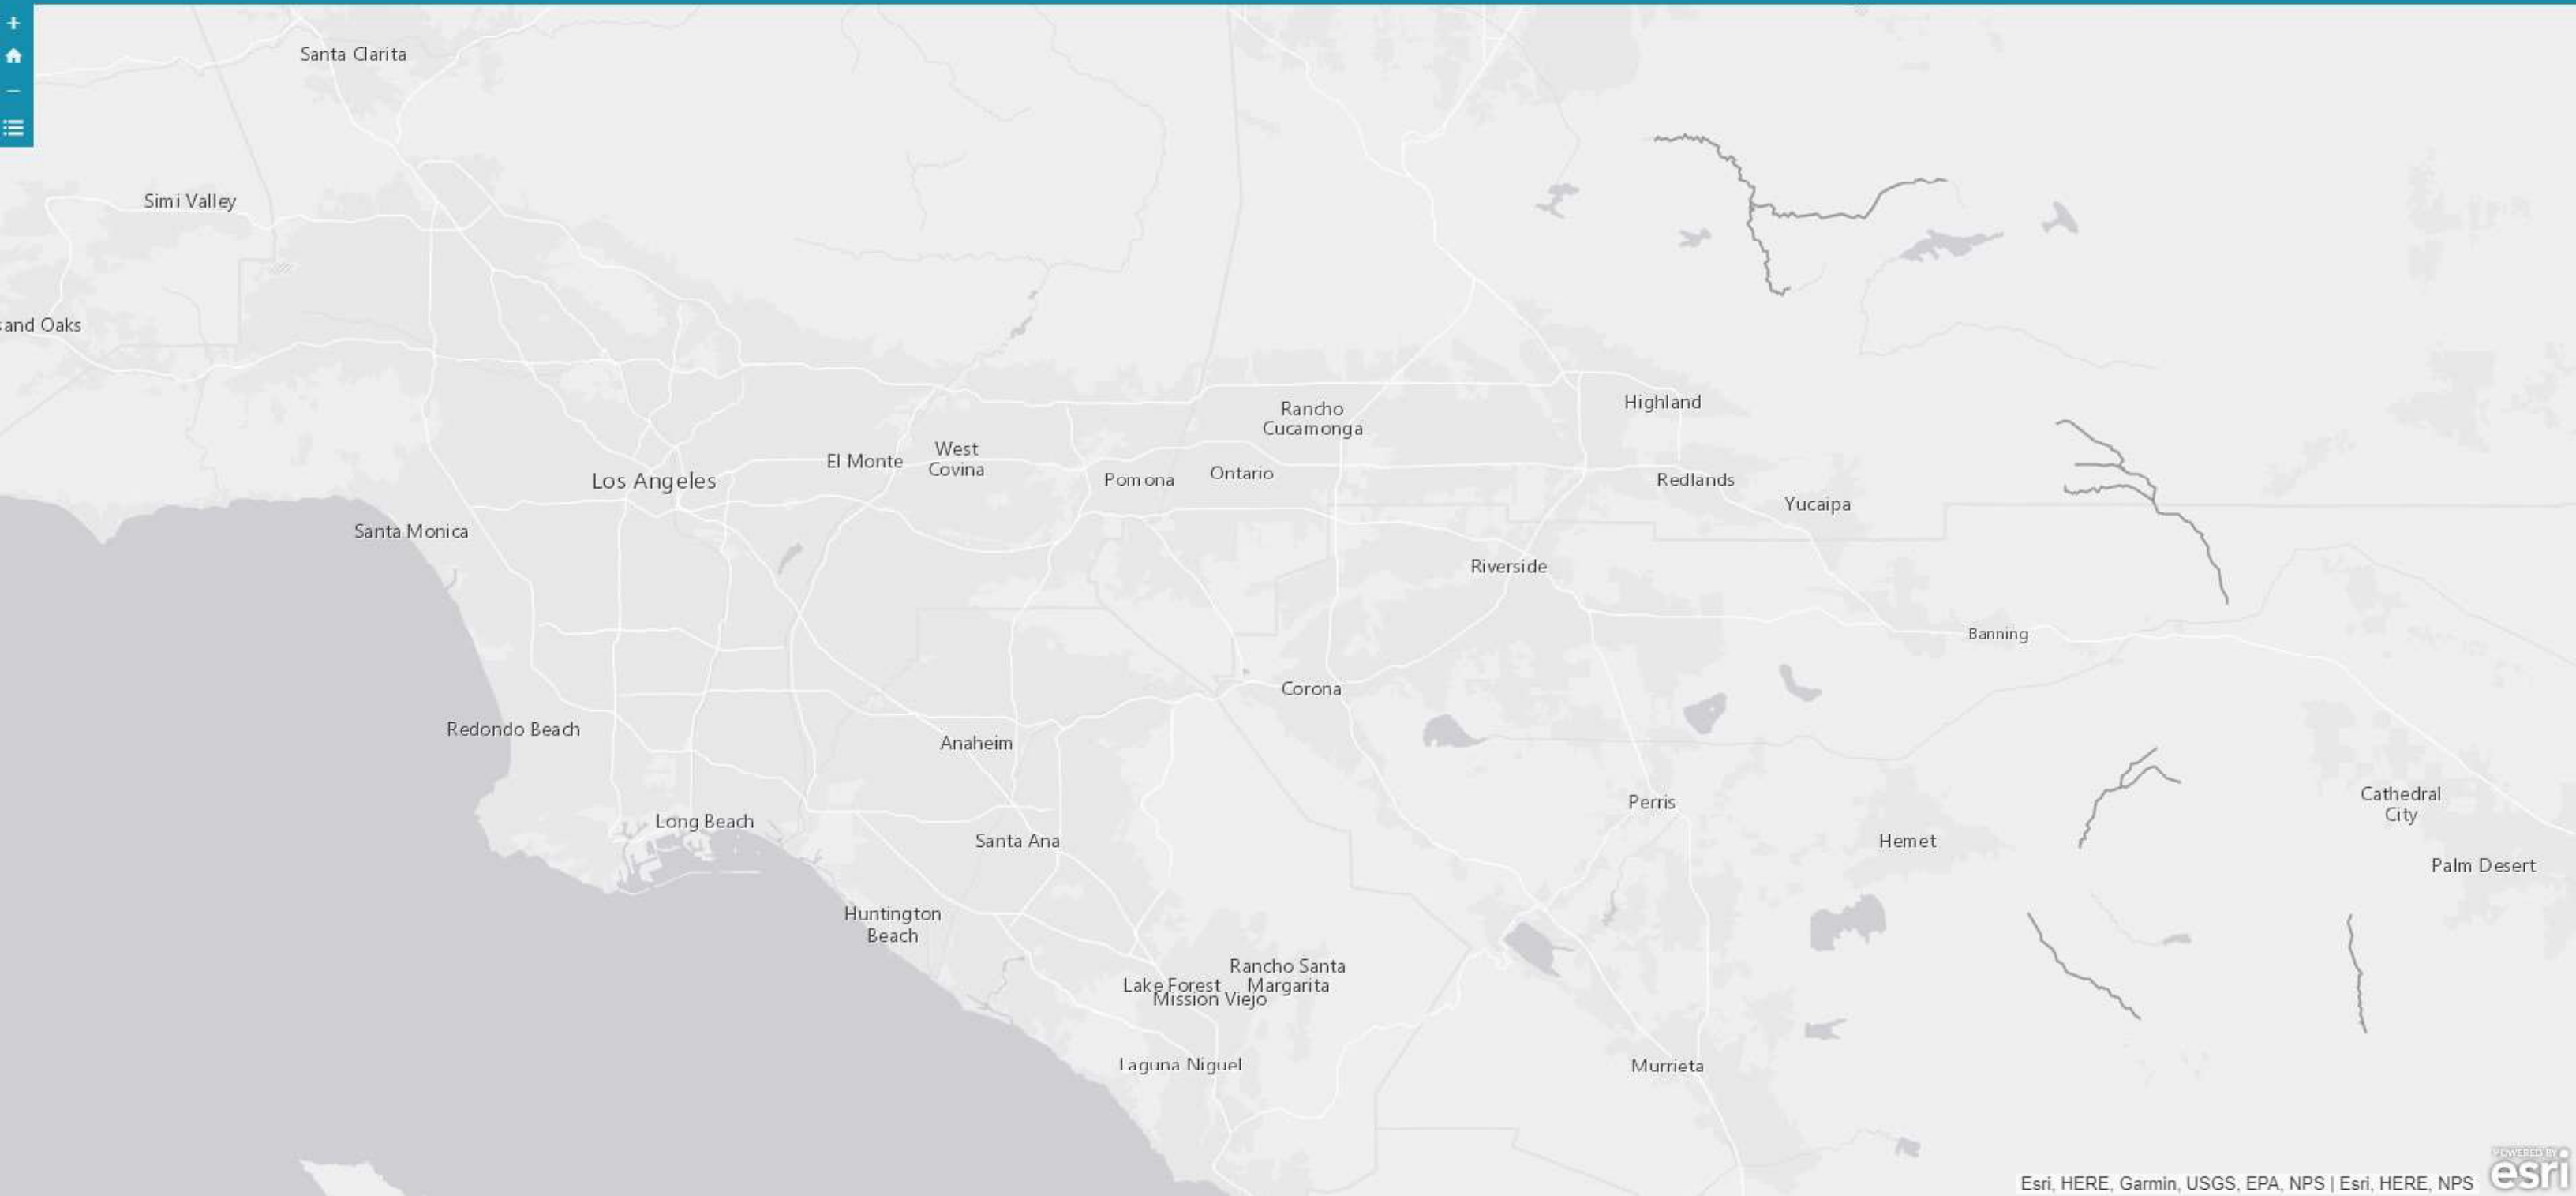 Santa Clarita
Simi Valley
sand Oaks
Rancho
Cucamonga
Highland
El Monte
West
Covina
Los Angeles
Pomona
Ontario
Redlands
Yucaipa
Santa Monica
Riverside
Banning
Corona
Redondo Beach
Anaheim
Perris
Cathedral
City
Long Beach
Santa Ana
Hemet
Palm Desert
Huntington
Beach
Rancho Santa
Margarita
Lake Forest
Mission Viejo
Laguna Niguel
Murrieta
POWERED BY
esri
Esri, HERE, Garmin, USGS, EPA, NPS | Esri, HERE, NPS